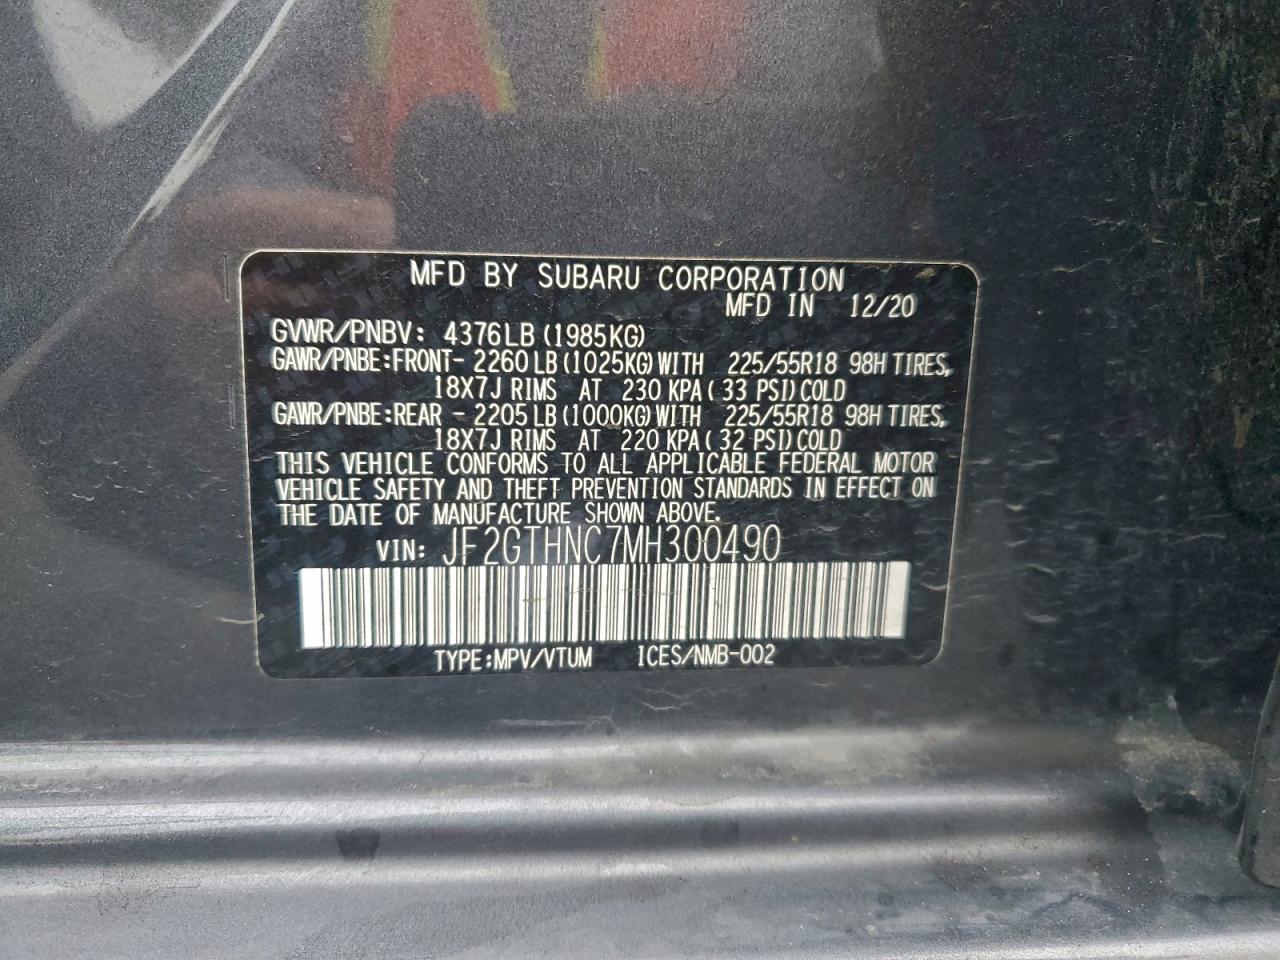 MFD BY SUBARU CORPORATION
MFD IN 12/20
GVWR/PNBV: 4376LB (1985KG)
GAWR/PNBE:FRONT- 2260LB (1025KG) WITH 225/55R18 98H TIRES,
18X7J RIMS AT 230 KPA (33 PSI) COLD
GAWR/PNBE:REAR - 2205LB (1000KG) WITH 225/55R18 98H TIRES,
18X7J RIMS AT 220 KPA (32 PSI) COLD
THIS VEHICLE CONFORMS TO ALL APPLICABLE FEDERAL MOTOR
VEHICLE SAFETY AND THEFT PREVENTION STANDARDS IN EFFECT ON
THE DATE OF MANUFACTURE SHOWN ABOVE.
VIN: JF2GTHNC7MH300490
TYPE:MPV/VTUM ICES/NMB-002